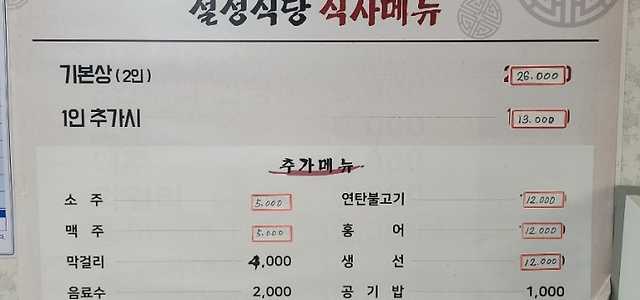 설성식당 식사메뉴
기본상 (2인) 26.000
1인 추가시 13.000
추가메뉴
소 주 5.000 연탄불고기 12.000
맥 주 5.000 홍 어 12.000
막걸리 4,000 생 선 12.000
음료수 2,000 공 기 밥 1,000